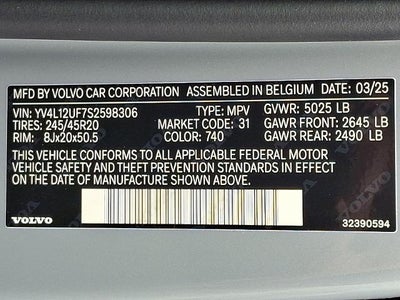 MFD BY VOLVO CAR CORPORATION ASSEMBLED IN BELGIUM DATE: 03/25
VIN: YV4L12UF7S2598306 TYPE: MPV GVWR: 5025 LB
TIRES: 245/45R20 MARKET CODE: 31 GAWR FRONT: 2645 LB
RIM: 8Jx20x50.5 COLOR: 740 GAWR REAR: 2490 LB
THIS VEHICLE CONFORMS TO ALL APPLICABLE FEDERAL MOTOR
VEHICLE SAFETY AND THEFT PREVENTION STANDARDS IN EFFECT
ON THE DATE OF MANUFACTURE SHOWN ABOVE.
VOLVO
32390594